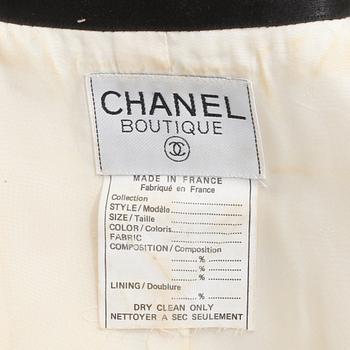 CHANEL
BOUTIQUE
MADE IN FRANCE
Fabriqué en France
Collection
STYLE / Modèle
SIZE / Taille
COLOR / Coloris
FABRIC
COMPOSITION / Composition
%
%
%
LINING / Doublure %
DRY CLEAN ONLY
NETTOYER A SEC SEULEMENT